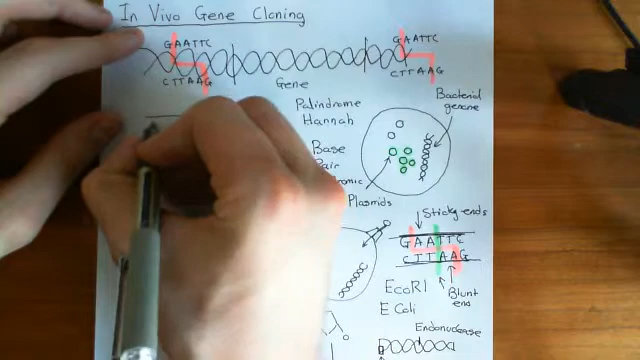 In Vivo Gene Cloning
GAATTC
GAATTC
CTTAAG
CTTAAG
Gene
Palindrome
Hannah
Base
Pair
Plasmids
Bacterial
genome
Sticky ends
GAATTC
CTTAAG
EcoR1
E Coli
Blunt
end
Endonuclease